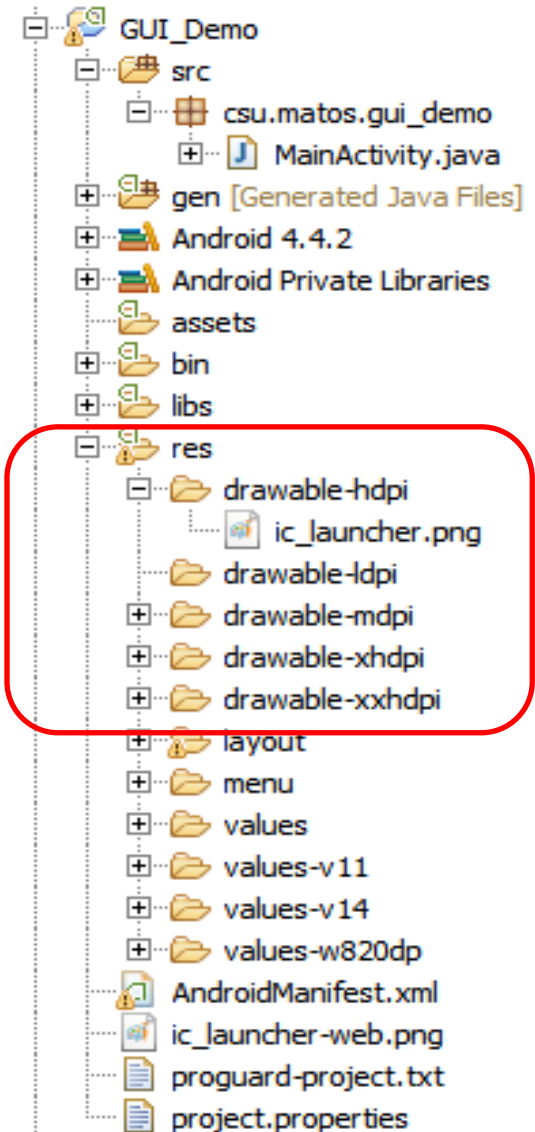 GUI_Demo
src
csu.matos.gui_demo
MainActivity.java
gen [Generated Java Files]
Android 4.4.2
Android Private Libraries
assets
bin
libs
res
drawable-hdpi
ic_launcher.png
drawable-ldpi
drawable-mdpi
drawable-xhdpi
drawable-xxhdpi
layout
menu
values
values-v11
values-v14
values-w820dp
AndroidManifest.xml
ic_launcher-web.png
proguard-project.txt
project.properties